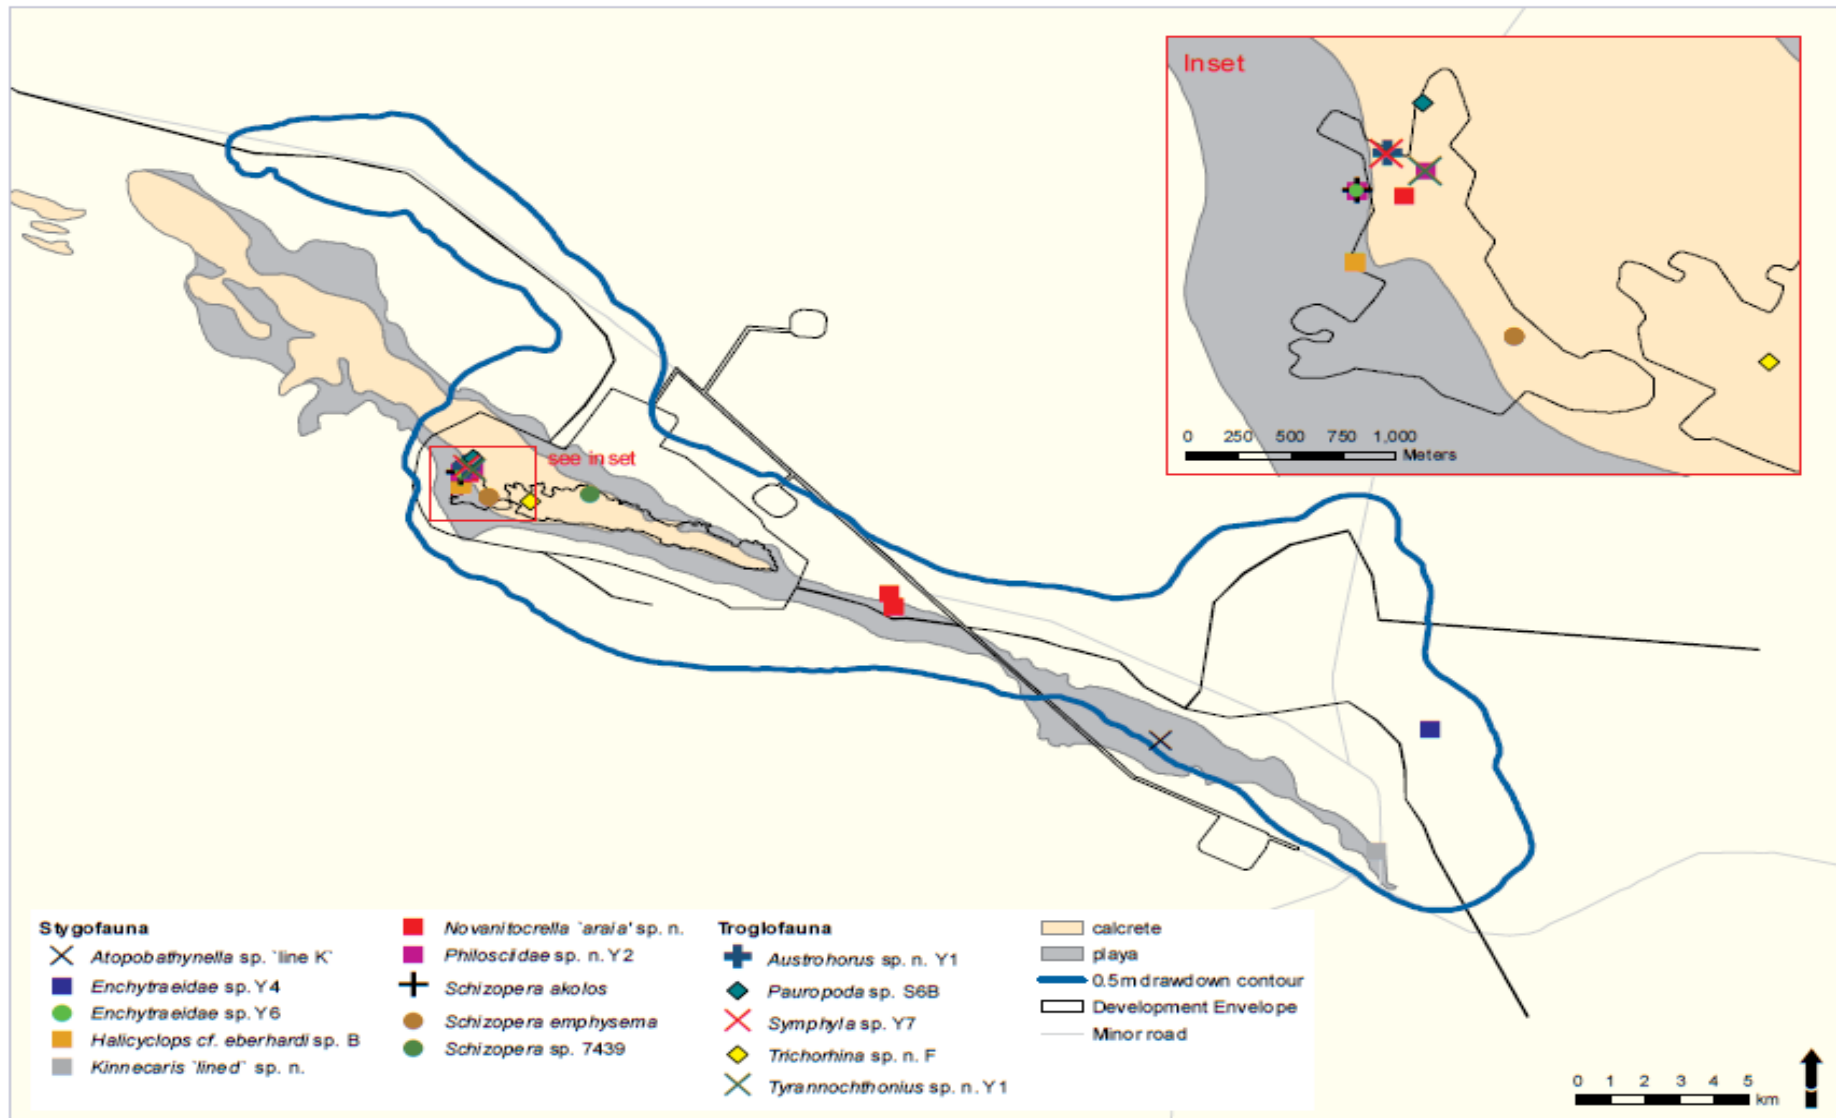 Inset
0 250 500 750 1,000
Meters
see inset
Stygofauna
Atopobathynella sp. `line K`
Enchytraeidae sp. Y4
Enchytraeidae sp. Y6
Halicyclops cf. eberhardi sp. B
Kinnecaris `lined` sp. n.
Novanitocrella `araia' sp. n.
Philosciidae sp. n. Y2
Schizopera akolos
Schizopera emphysema
Schizopera sp. 7439
Troglofauna
Austrohorus sp. n. Y1
Pauropoda sp. S6B
Symphyla sp. Y7
Trichorhina sp. n. F
Tyrannochthonius sp. n. Y1
calcrete
playa
0.5m drawdown contour
Development Envelope
Minor road
0 1 2 3 4 5
km